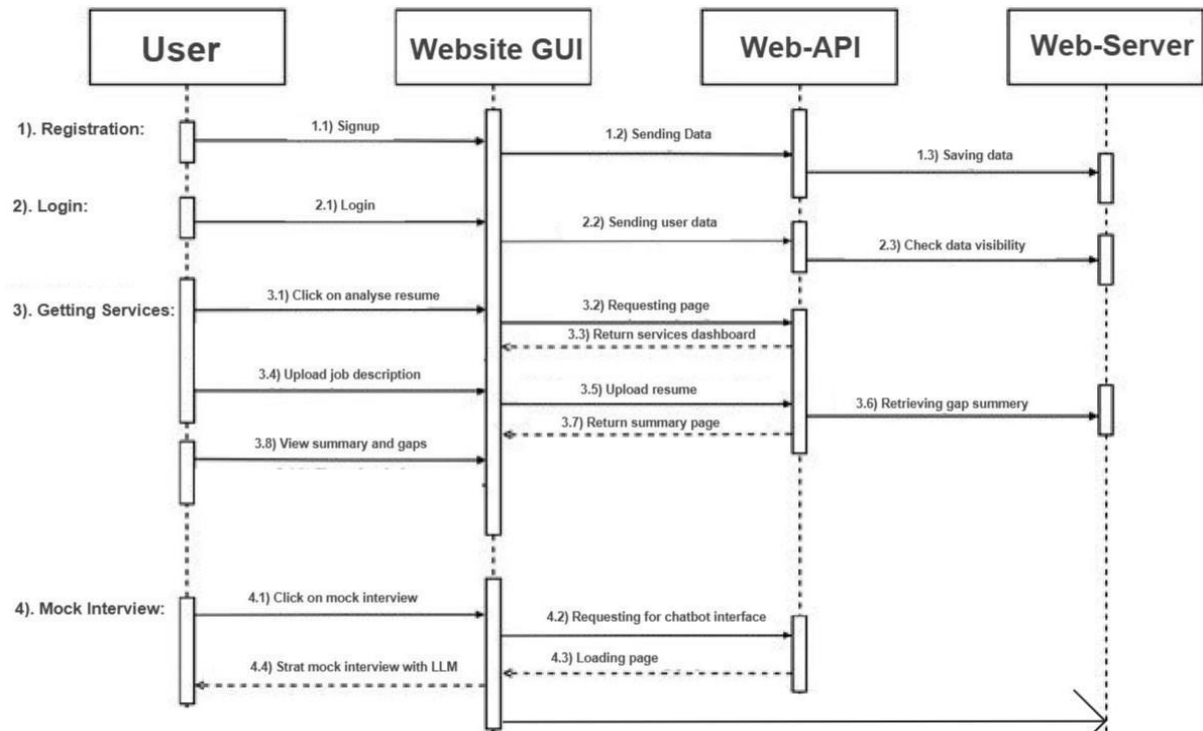 User
Website GUI
Web-API
Web-Server
1). Registration:
1.1) Signup
1.2) Sending Data
1.3) Saving data
2). Login:
2.1) Login
2.2) Sending user data
2.3) Check data visibility
3). Getting Services:
3.1) Click on analyse resume
3.2) Requesting page
3.3) Return services dashboard
3.4) Upload job description
3.5) Upload resume
3.6) Retrieving gap summery
3.7) Return summary page
3.8) View summary and gaps
4). Mock Interview:
4.1) Click on mock interview
4.2) Requesting for chatbot interface
4.3) Loading page
4.4) Strat mock interview with LLM